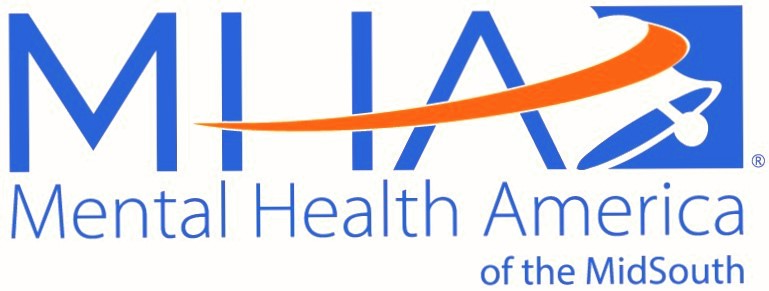 MHA
®
Mental Health America
of the MidSouth